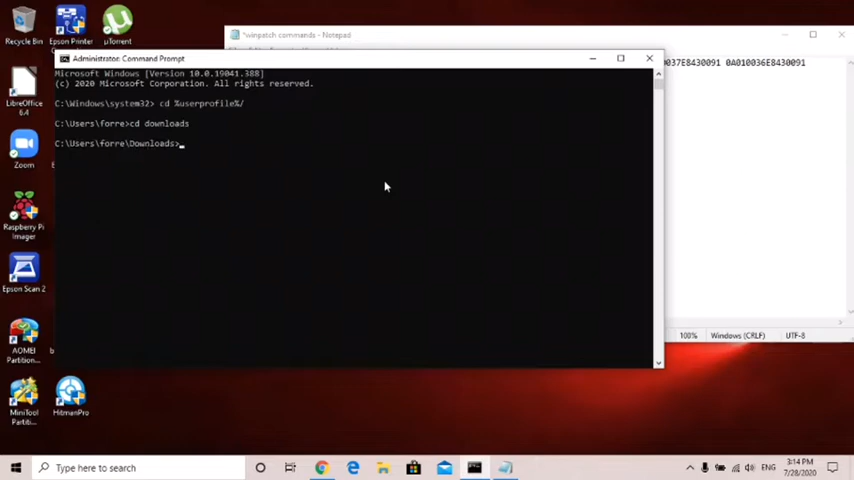 Recycle Bin
Epson Printer
µTorrent
*winpatch commands - Notepad
Administrator: Command Prompt
0037E8430091 0A010036E8430091
Microsoft Windows [Version 10.0.19041.388]
(c) 2020 Microsoft Corporation. All rights reserved.
C:\Windows\system32> cd %userprofile%/
C:\Users\forre>cd downloads
C:\Users\forre\Downloads>
LibreOffice
6.4
Zoom
Raspberry Pi
Imager
Epson Scan 2
AOMEI
Partition...
MiniTool
Partiti...
HitmanPro
100%
Windows (CRLF)
UTF-8
Type here to search
ENG
3:14 PM
7/28/2020